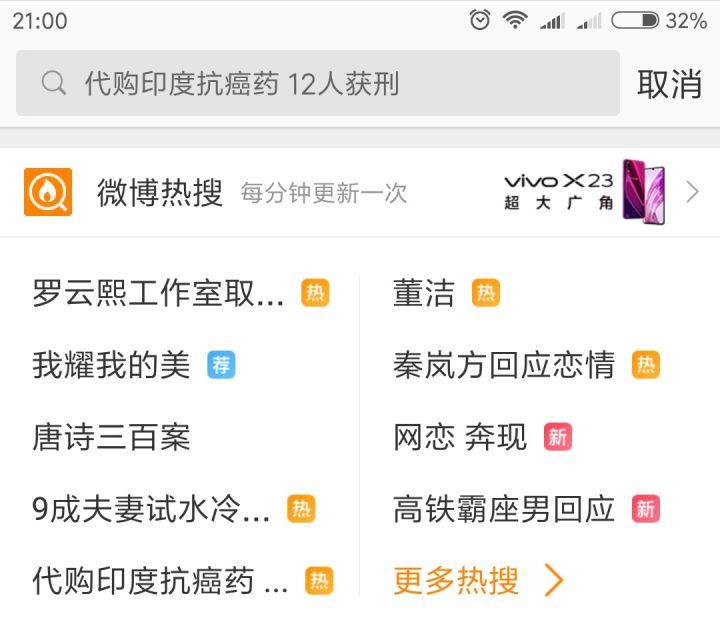 21:00 32%
代购印度抗癌药 12人获刑 取消
微博热搜 每分钟更新一次 vivo X23 超大广角
罗云熙工作室取... 热 董洁 热
我耀我的美 荐 秦岚方回应恋情 热
唐诗三百案 网恋 奔现 新
9成夫妻试水冷... 热 高铁霸座男回应 新
代购印度抗癌药 ... 热 更多热搜